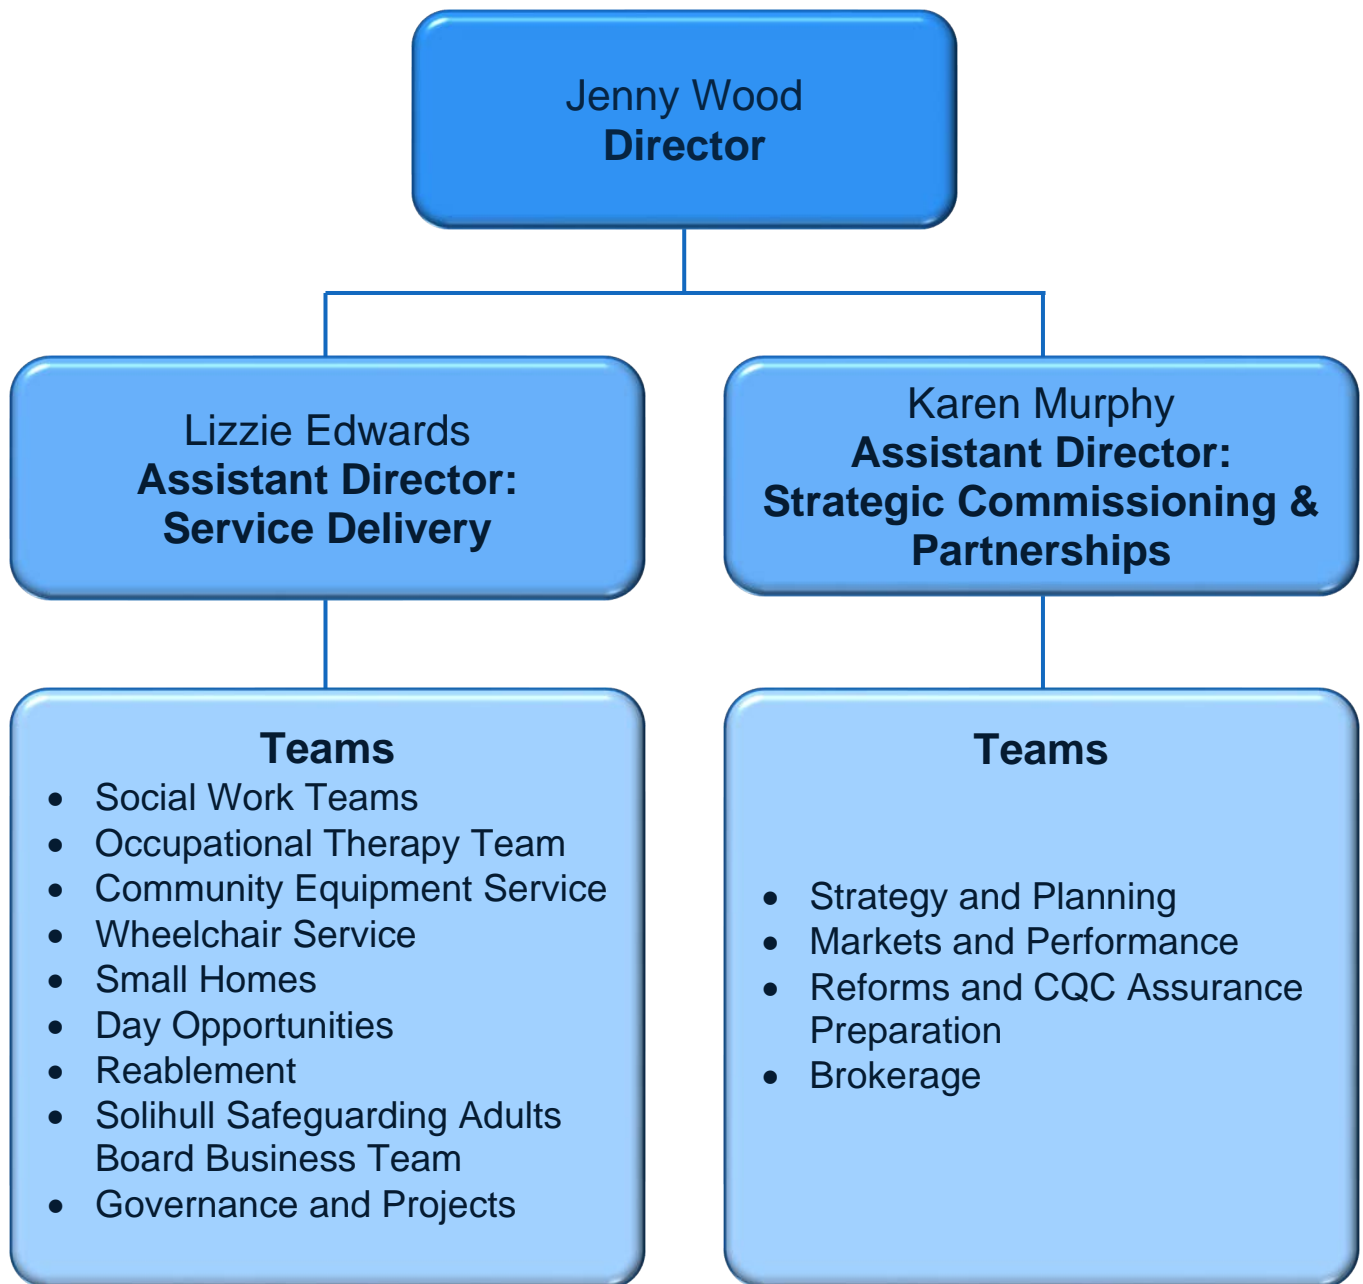 Jenny Wood
Director
Lizzie Edwards
Assistant Director:
Service Delivery
Karen Murphy
Assistant Director:
Strategic Commissioning &
Partnerships
Teams
• Social Work Teams
• Occupational Therapy Team
• Community Equipment Service
• Wheelchair Service
• Small Homes
• Day Opportunities
• Reablement
• Solihull Safeguarding Adults
Board Business Team
• Governance and Projects
Teams
• Strategy and Planning
• Markets and Performance
• Reforms and CQC Assurance
Preparation
• Brokerage